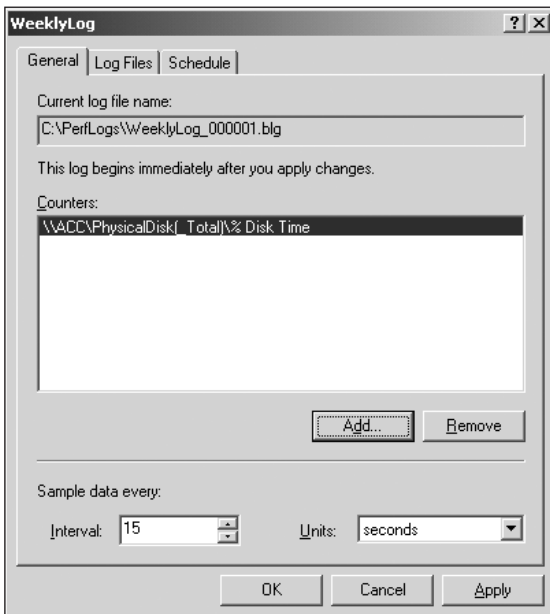 WeeklyLog
General Log Files Schedule
Current log file name:
C:\PerfLogs\WeeklyLog_000001.blg
This log begins immediately after you apply changes.
Counters:
\\ACC\PhysicalDisk(_Total)\% Disk Time
Add... Remove
Sample data every:
Interval: 15 Units: seconds
OK Cancel Apply